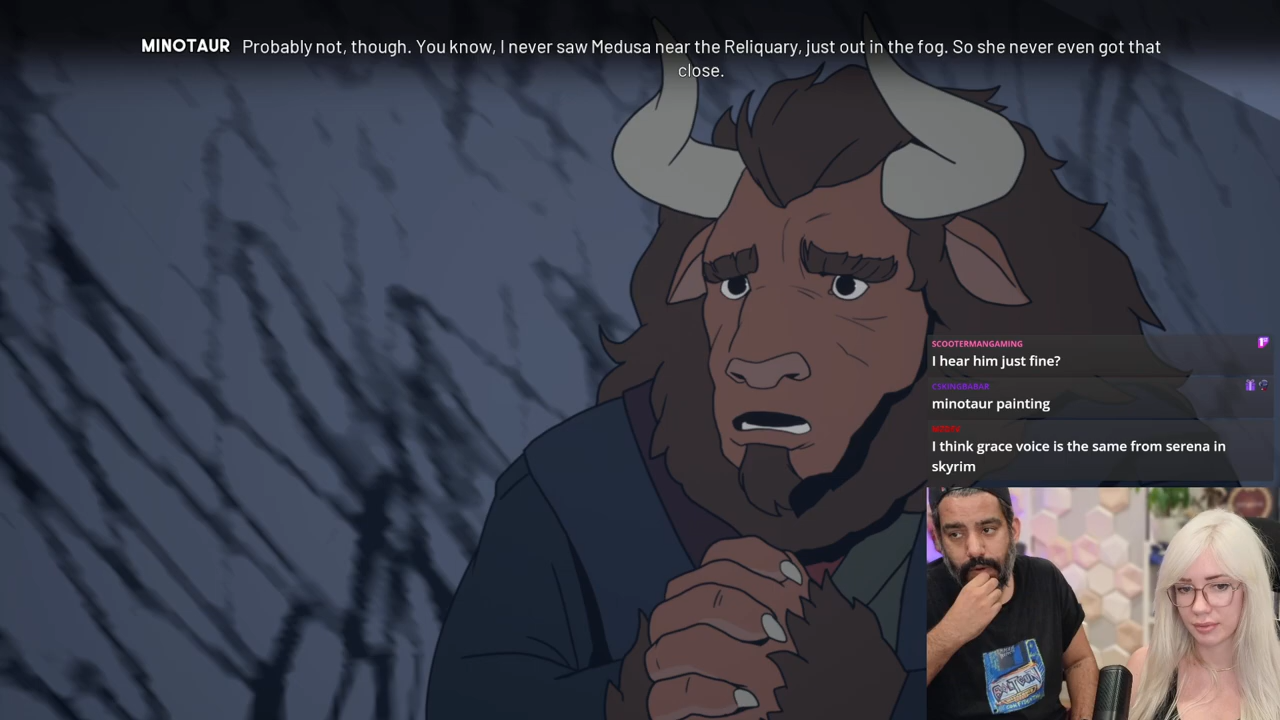 MINOTAUR Probably not, though. You know, I never saw Medusa near the Reliquary, just out in the fog. So she never even got that
close.
SCOOTERMANGAMING
I hear him just fine?
CSKINGBABAR
minotaur painting
I think grace voice is the same from serena in
skyrim